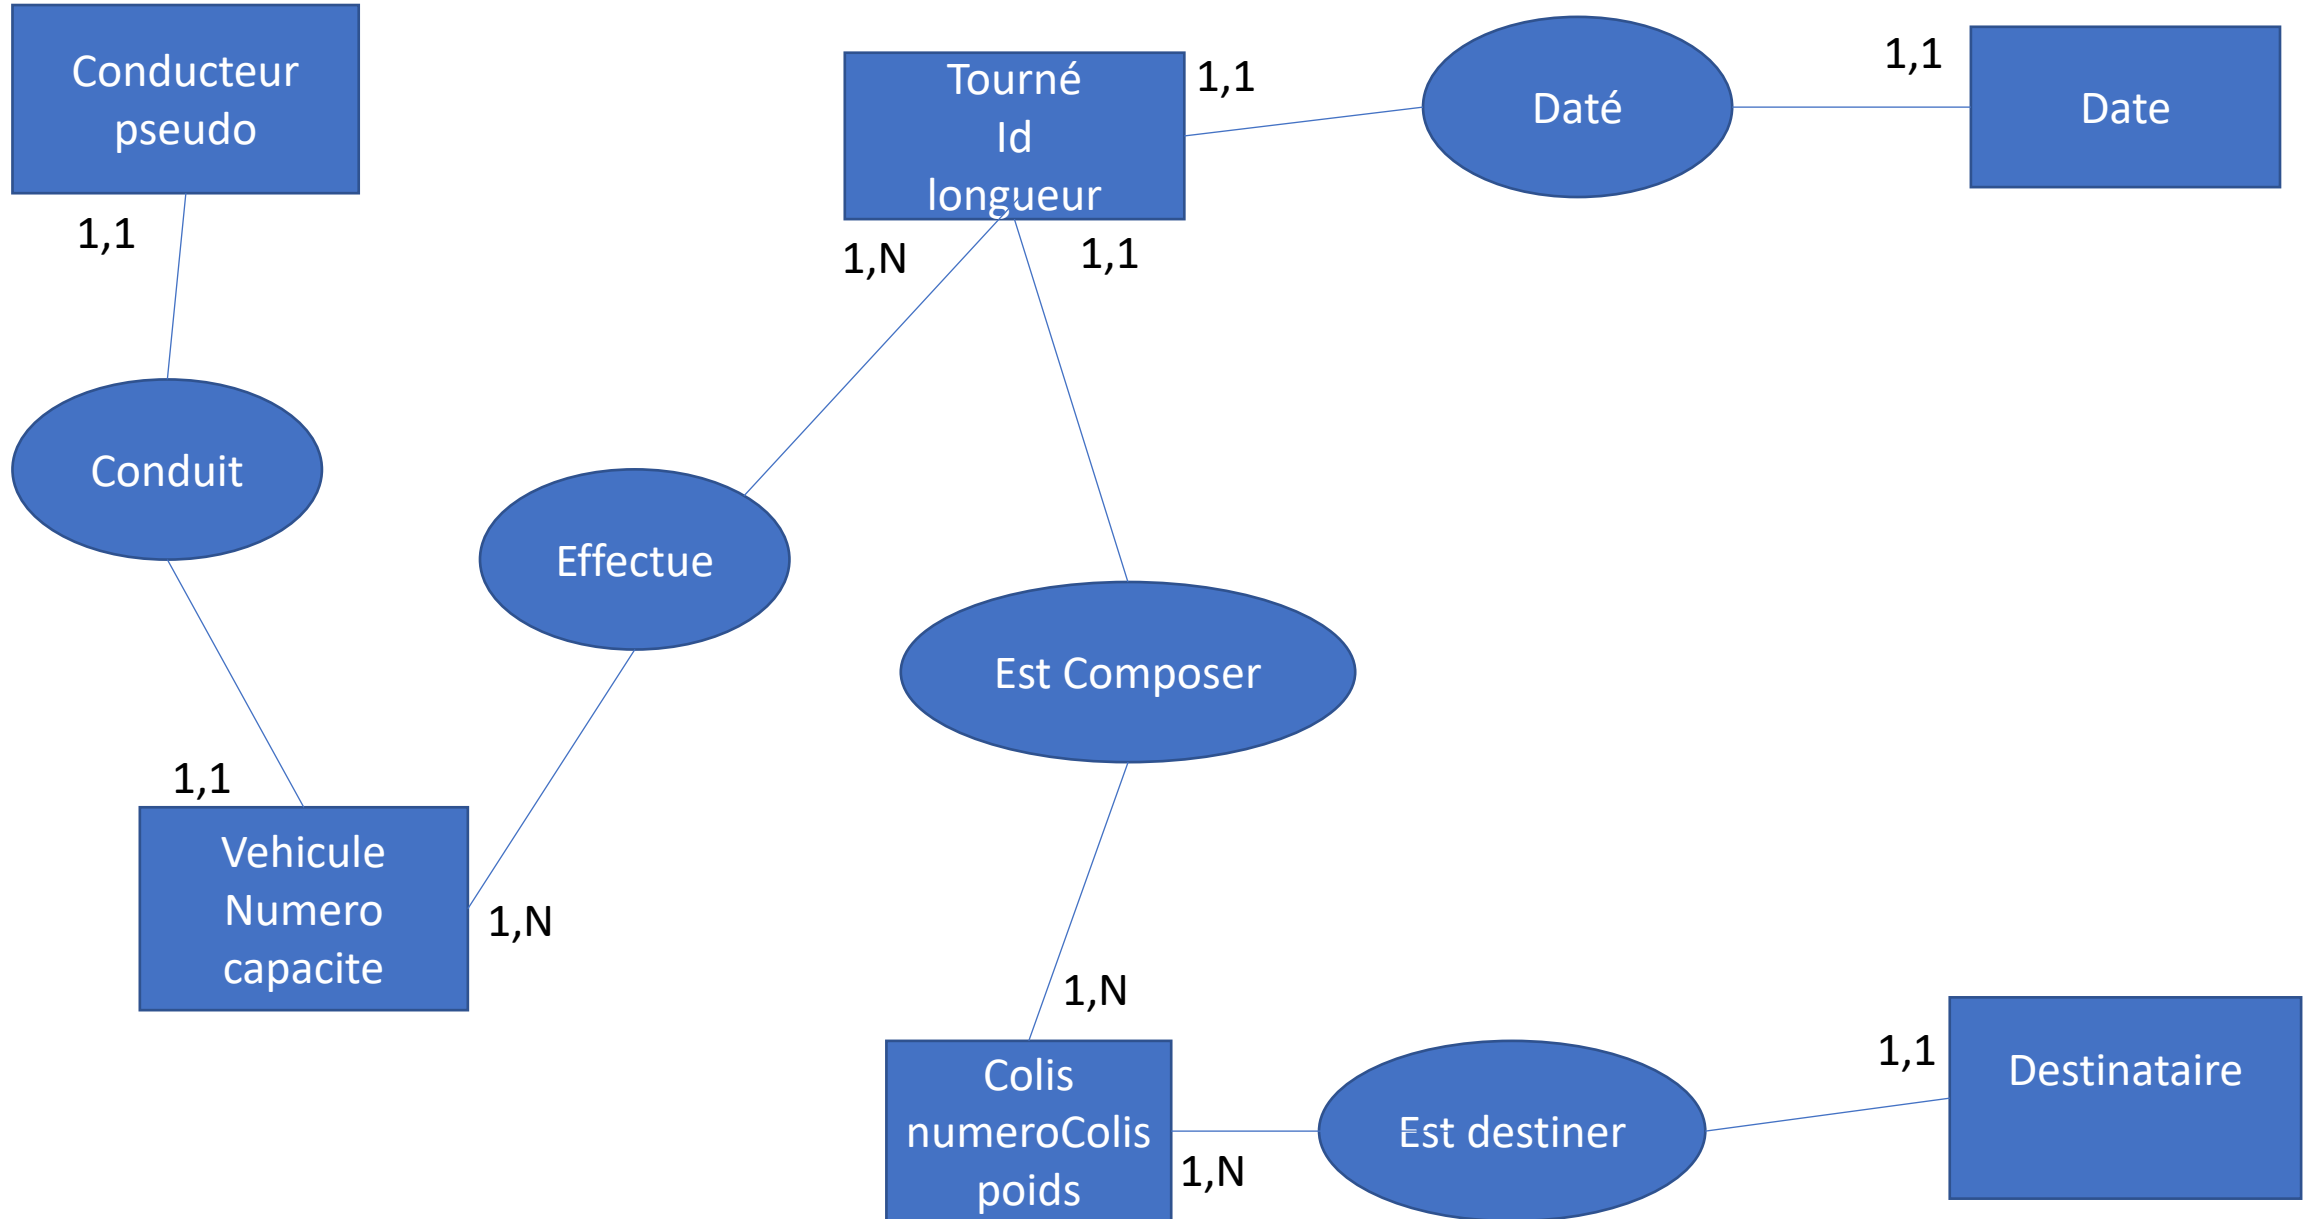 Conducteur
pseudo
1,1
Conduit
1,1
Vehicule
Numero
capacite
1,N
Effectue
1,N
Tourné
Id
longueur
1,1
Daté
1,1
Date
1,1
Est Composer
1,N
Colis
numeroColis
poids
1,N
Est destiner
1,1
Destinataire